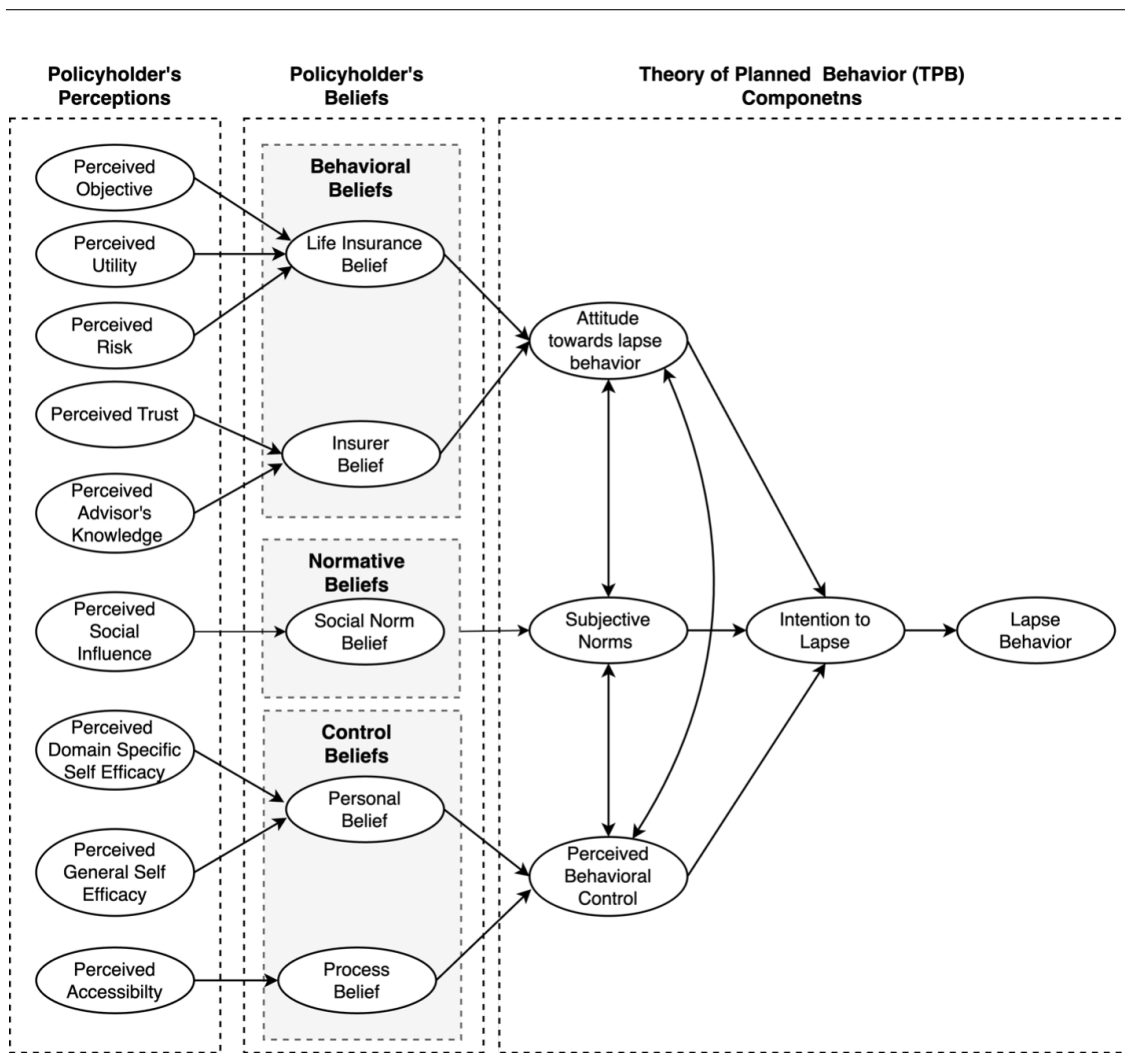 Policyholder's
Perceptions
Policyholder's
Beliefs
Theory of Planned Behavior (TPB)
Componetns
Perceived
Objective
Perceived
Utility
Perceived
Risk
Perceived Trust
Perceived
Advisor's
Knowledge
Perceived
Social
Influence
Perceived
Domain Specific
Self Efficacy
Perceived
General Self
Efficacy
Perceived
Accessibilty
Behavioral
Beliefs
Life Insurance
Belief
Insurer
Belief
Normative
Beliefs
Social Norm
Belief
Control
Beliefs
Personal
Belief
Process
Belief
Attitude
towards lapse
behavior
Subjective
Norms
Perceived
Behavioral
Control
Intention to
Lapse
Lapse
Behavior